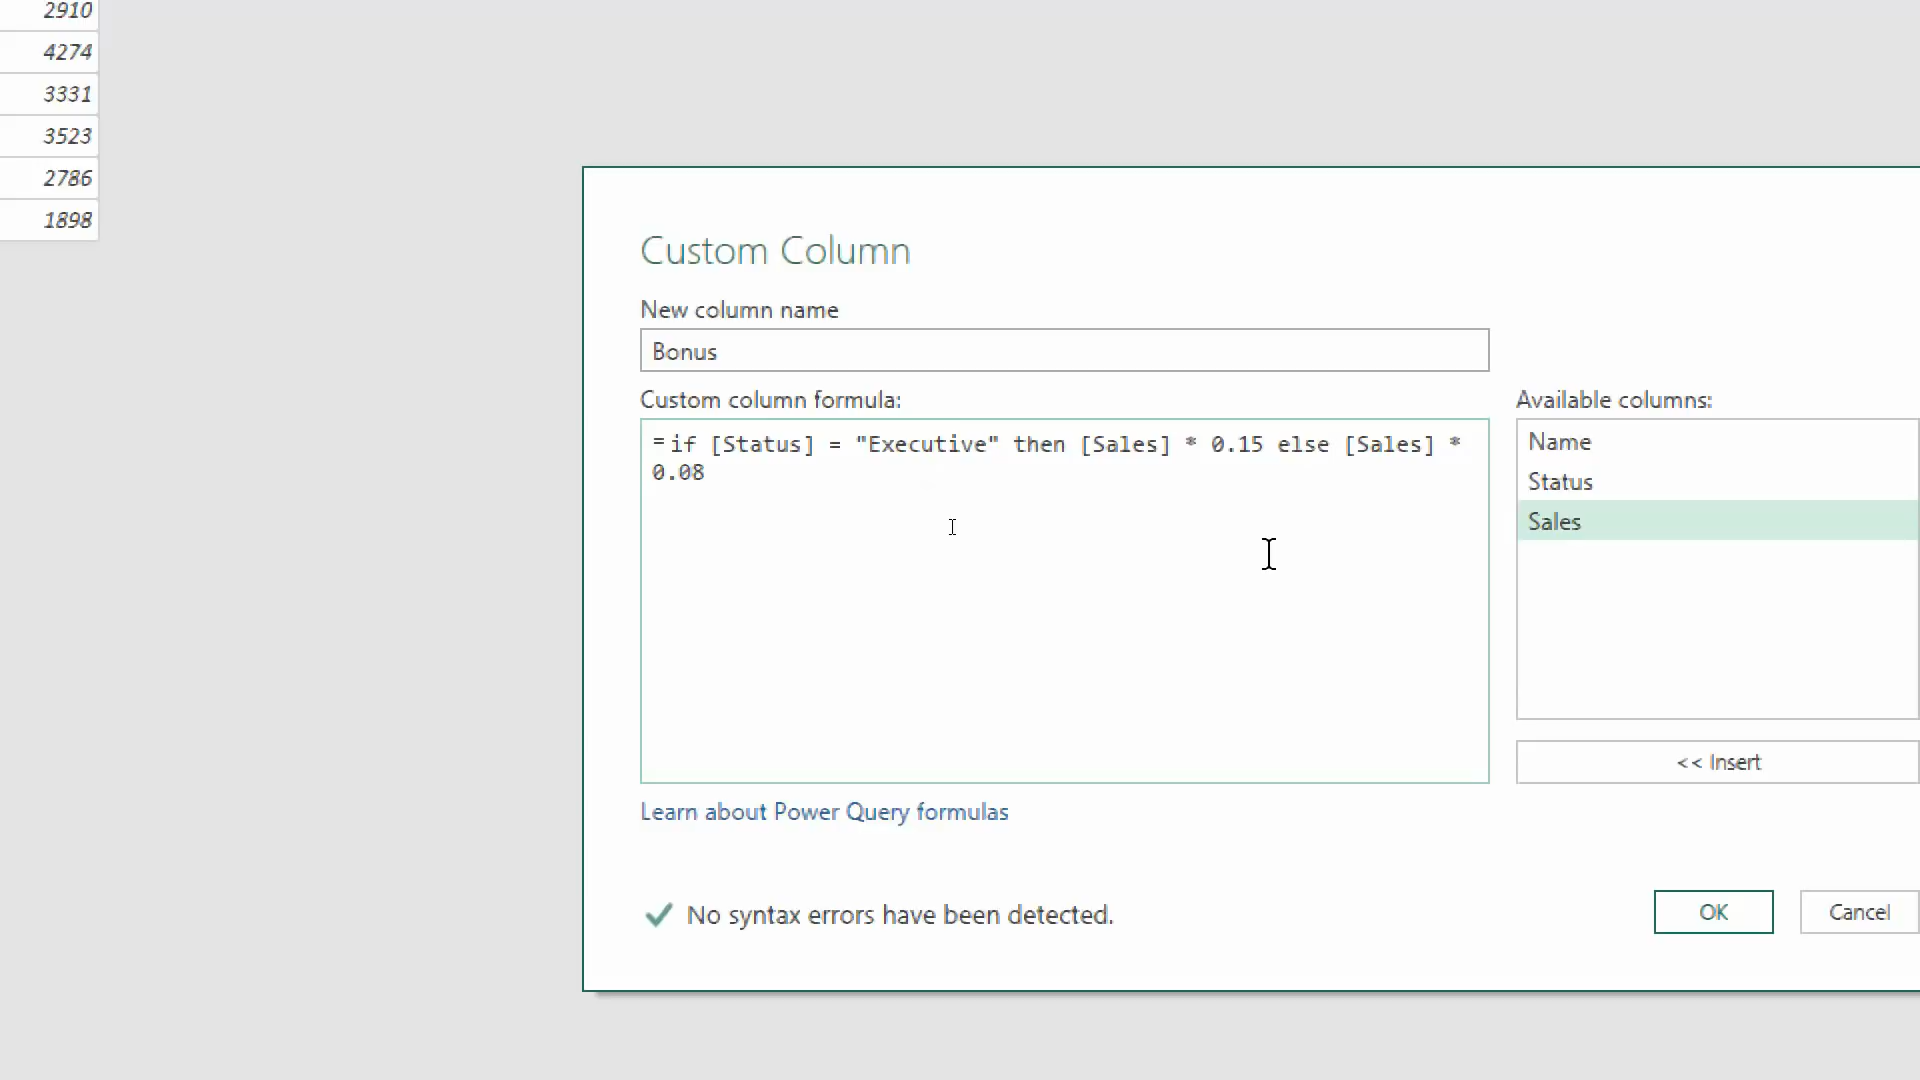 2910
4274
3331
3523
2786
1898
Custom Column
New column name
Bonus
Custom column formula:
=if [Status] = "Executive" then [Sales] * 0.15 else [Sales] *
0.08
Available columns:
Name
Status
Sales
<< Insert
Learn about Power Query formulas
No syntax errors have been detected.
OK
Cancel